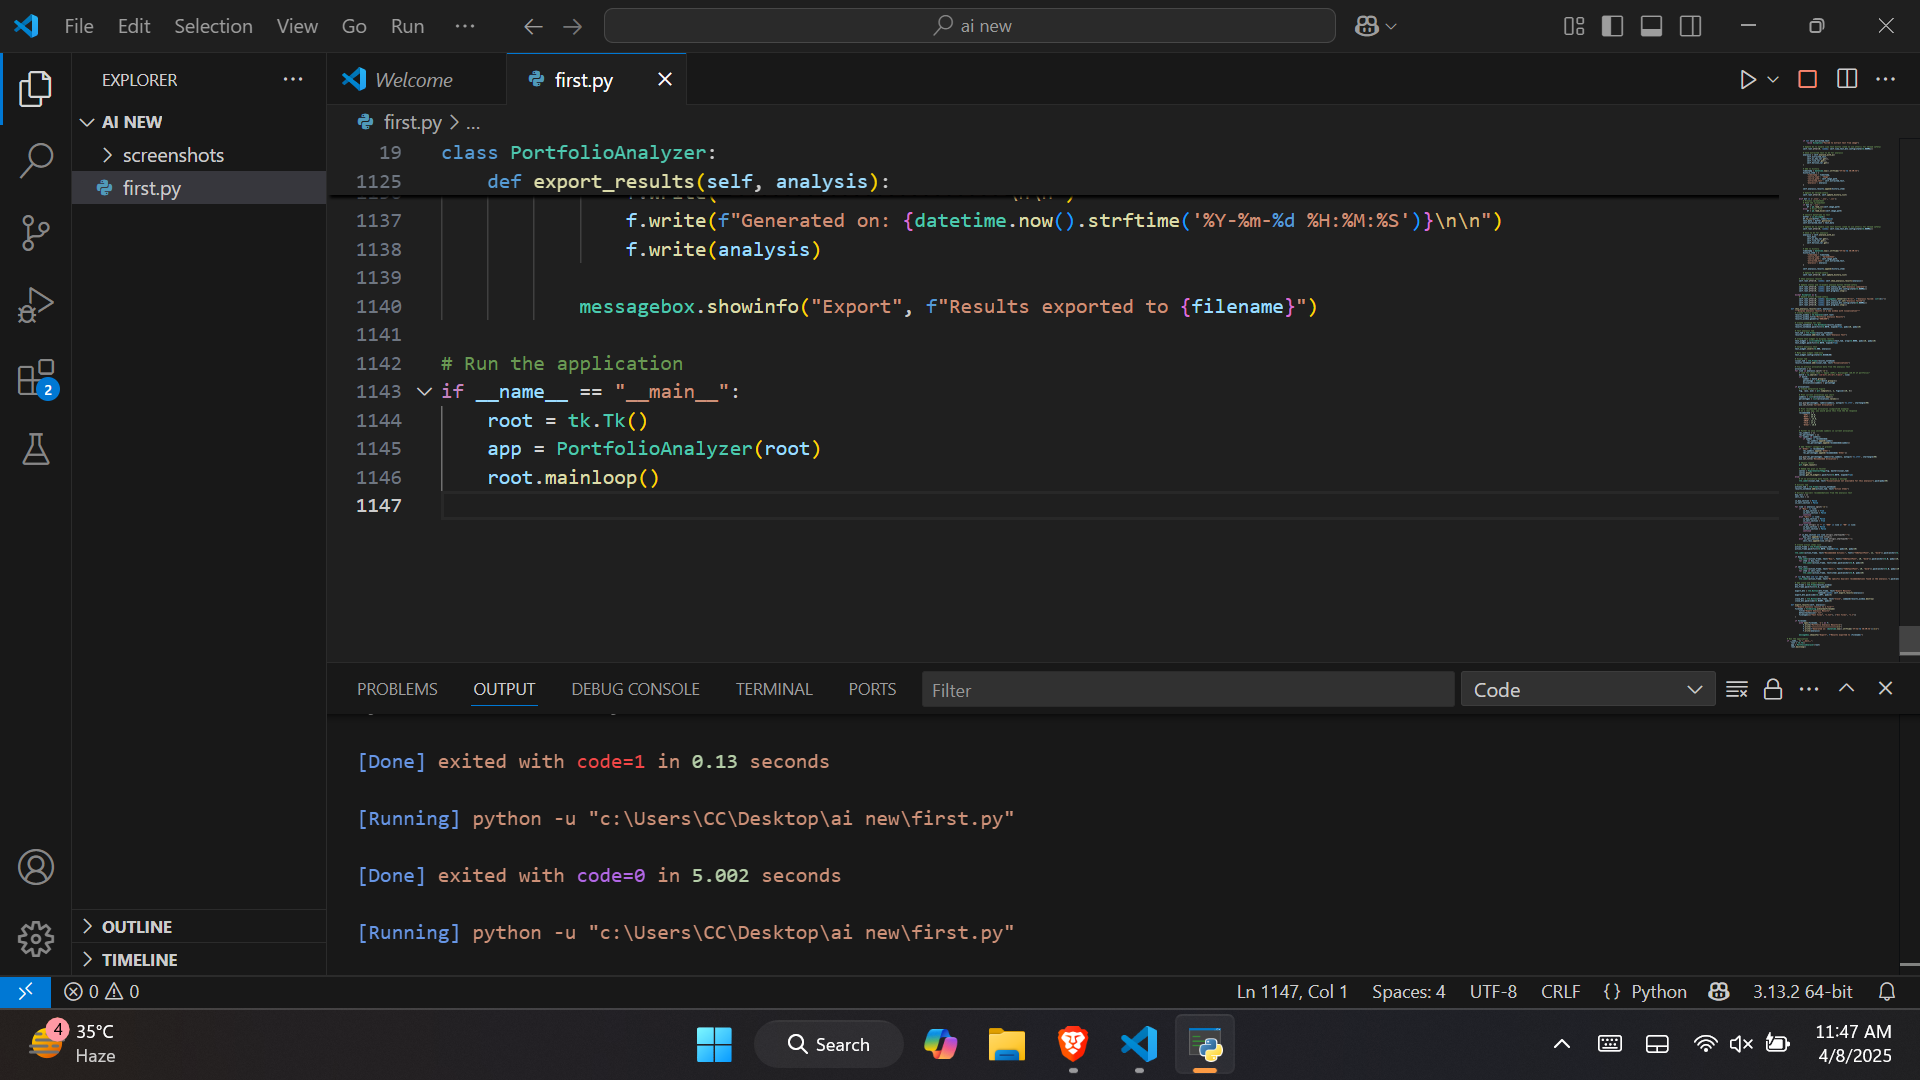 File Edit Selection View Go Run ···
ai new
EXPLORER
AI NEW
screenshots
first.py
OUTLINE
TIMELINE
Welcome
first.py
first.py > ...
19 class PortfolioAnalyzer:
1125 def export_results(self, analysis):
1137 f.write(f"Generated on: {datetime.now().strftime('%Y-%m-%d %H:%M:%S')}\n\n")
1138 f.write(analysis)
1139
1140 messagebox.showinfo("Export", f"Results exported to {filename}")
1141
1142 # Run the application
1143 if __name__ == "__main__":
1144 root = tk.Tk()
1145 app = PortfolioAnalyzer(root)
1146 root.mainloop()
1147
PROBLEMS OUTPUT DEBUG CONSOLE TERMINAL PORTS Filter Code
[Done] exited with code=1 in 0.13 seconds
[Running] python -u "c:\Users\CC\Desktop\ai new\first.py"
[Done] exited with code=0 in 5.002 seconds
[Running] python -u "c:\Users\CC\Desktop\ai new\first.py"
2
0 0 Ln 1147, Col 1 Spaces: 4 UTF-8 CRLF {} Python 3.13.2 64-bit
4 35°C
Haze
Search
11:47 AM
4/8/2025